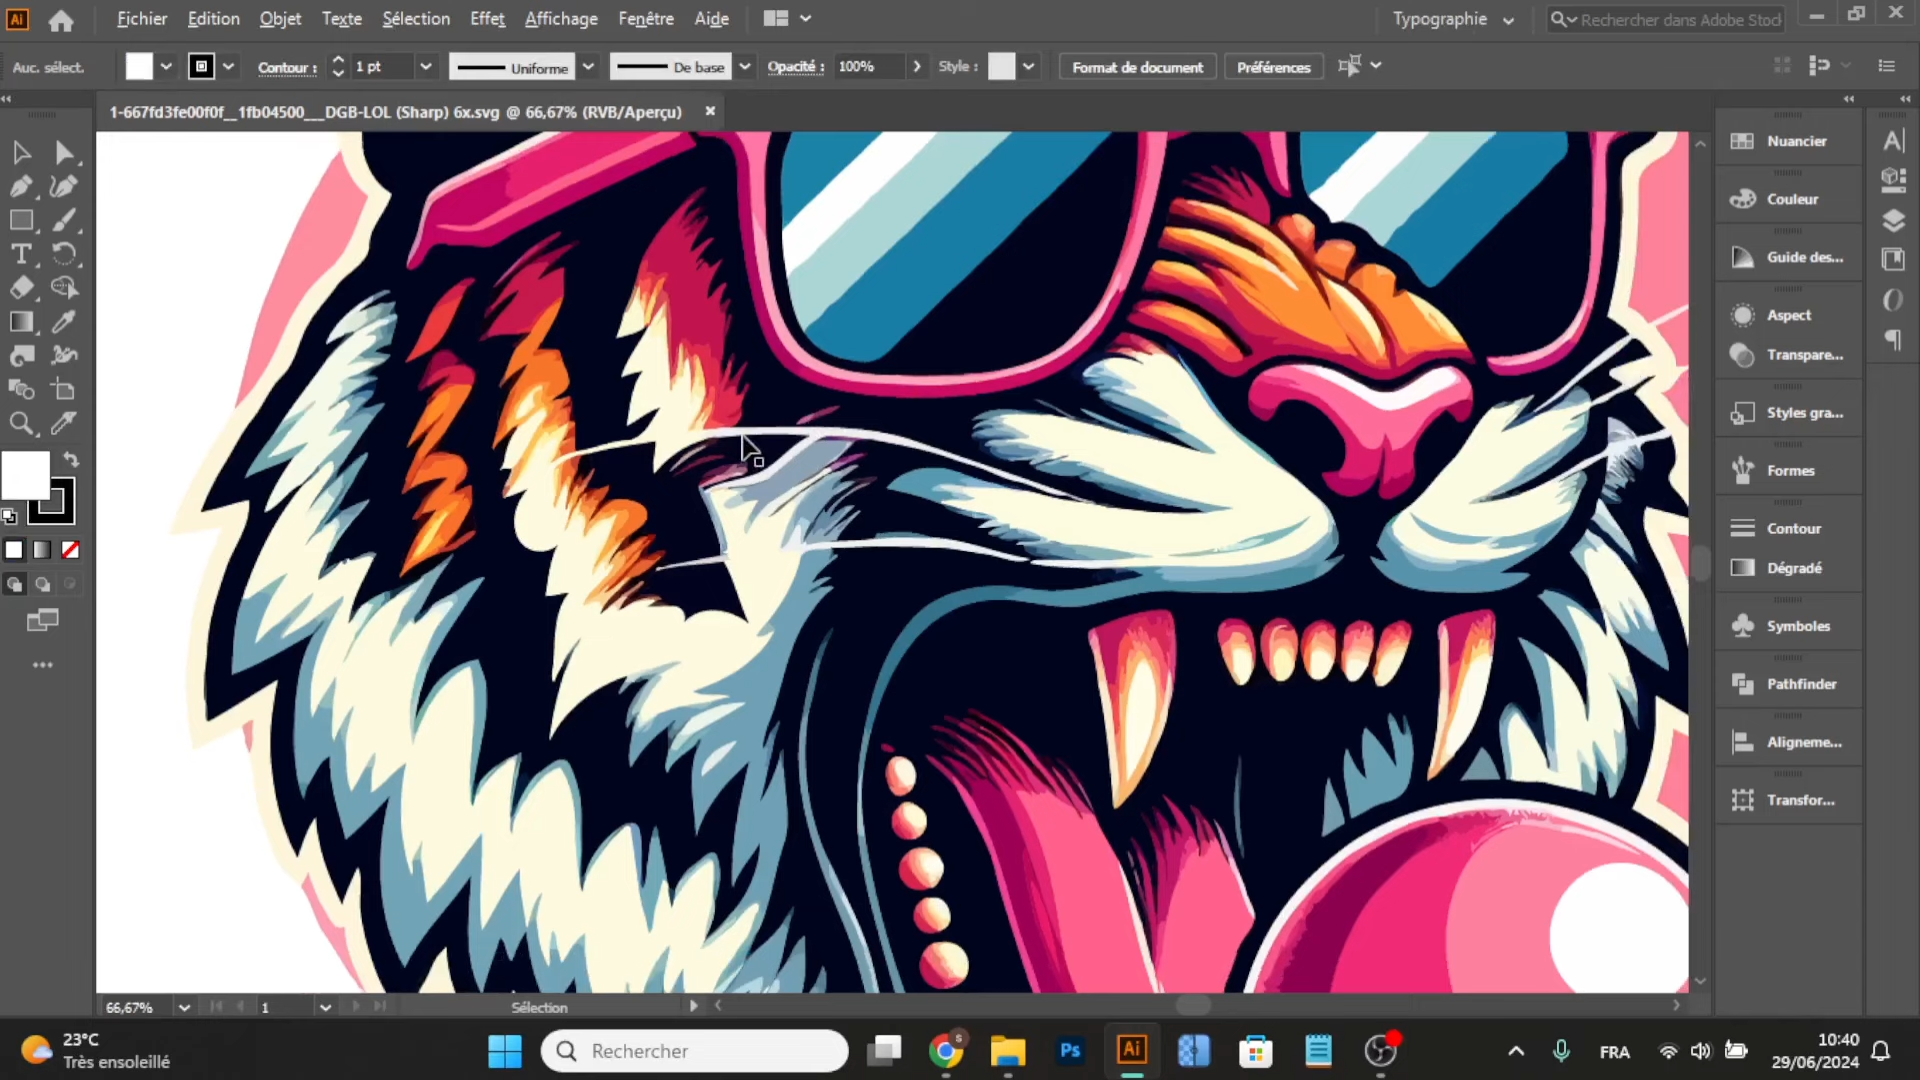 Ai Fichier Edition Objet Texte Sélection Effet Affichage Fenêtre Aide Typographie Rechercher dans Adobe Stock
Auc. sélect. Contour : 1 pt Uniforme De base Opacité : 100% Style : Format de document Préférences
1-667fd3fe00f0f__1fb04500___DGB-LOL (Sharp) 6x.svg @ 66,67% (RVB/Aperçu)
Nuancier
Couleur
Guide des...
Aspect
Transpare...
Styles gra...
Formes
Contour
Dégradé
Symboles
Pathfinder
Aligneme...
Transfor...
66,67% 1 Sélection
23°C
Très ensoleillé
Rechercher
Ps
Ai
S
FRA
10:40
29/06/2024